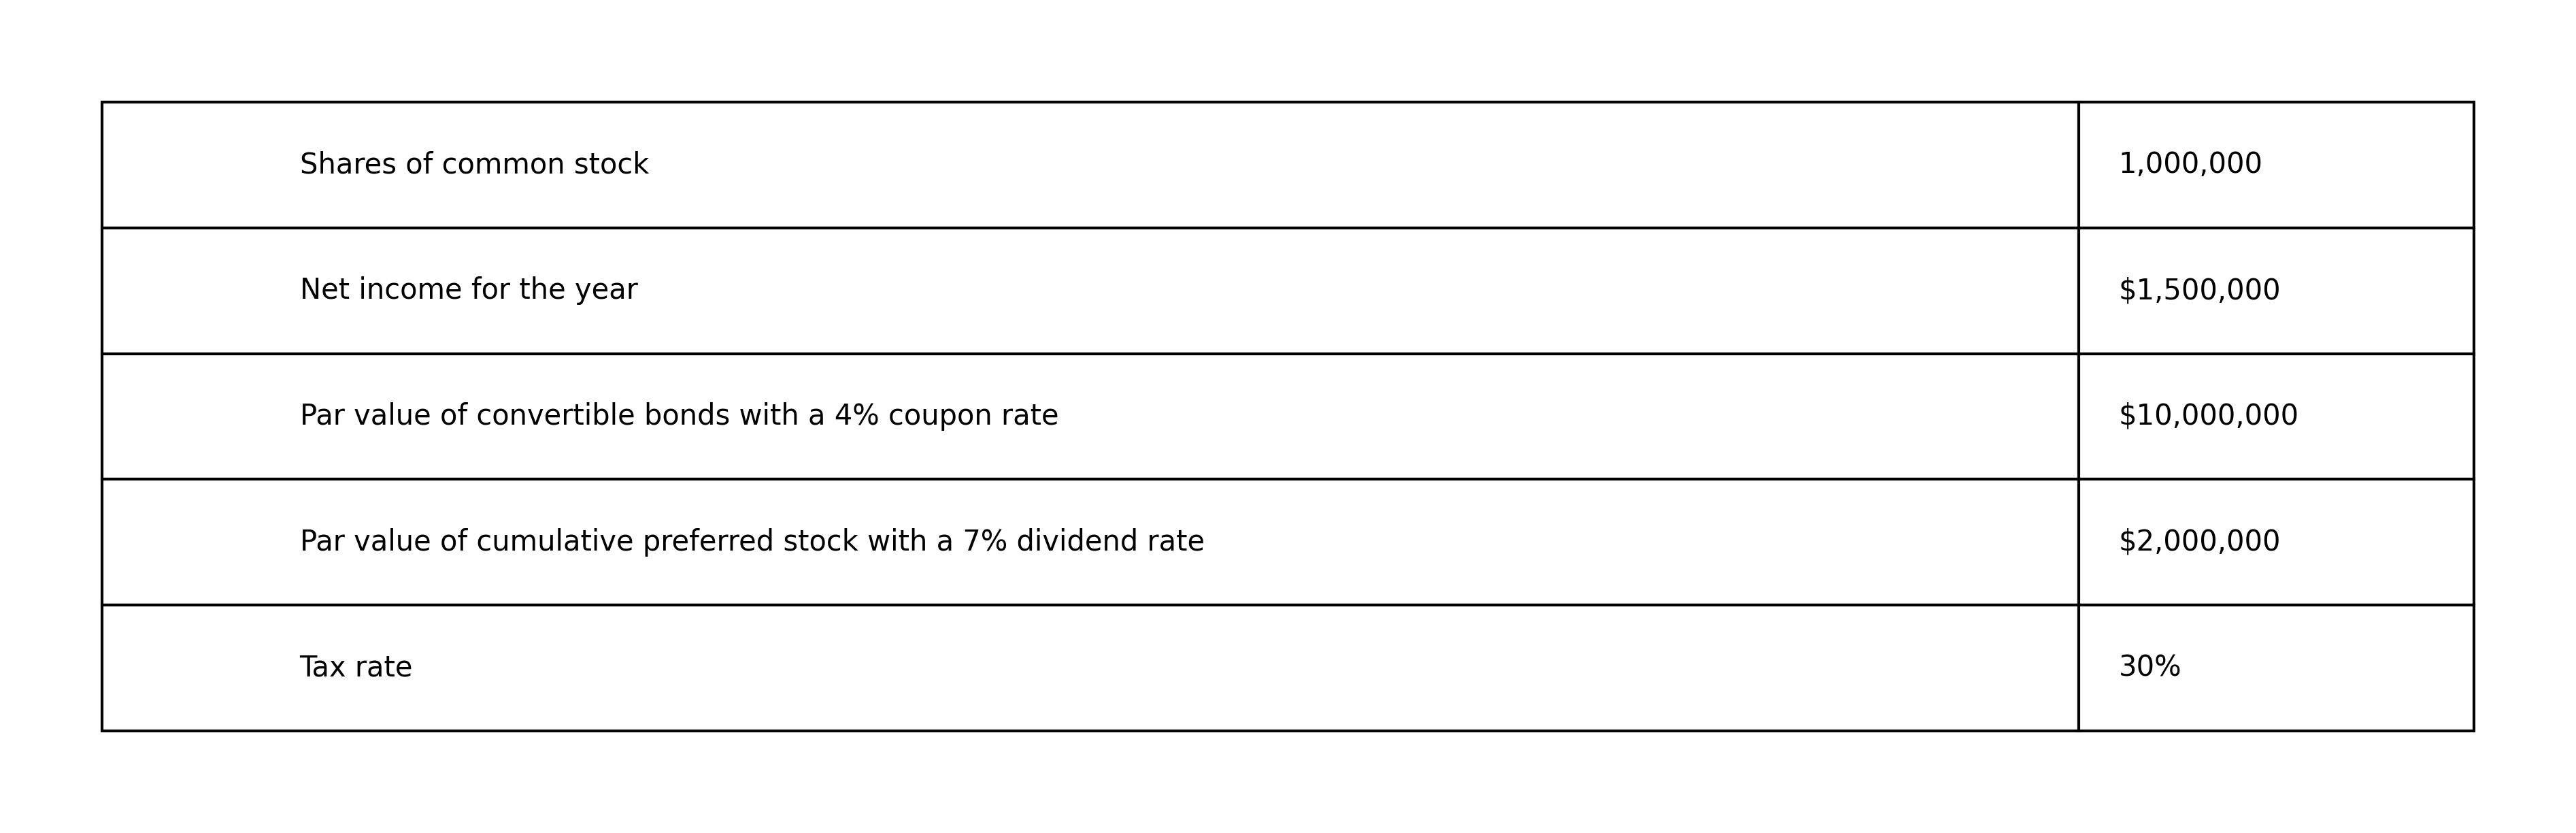 Shares of common stock 1,000,000
Net income for the year $1,500,000
Par value of convertible bonds with a 4% coupon rate $10,000,000
Par value of cumulative preferred stock with a 7% dividend rate $2,000,000
Tax rate 30%